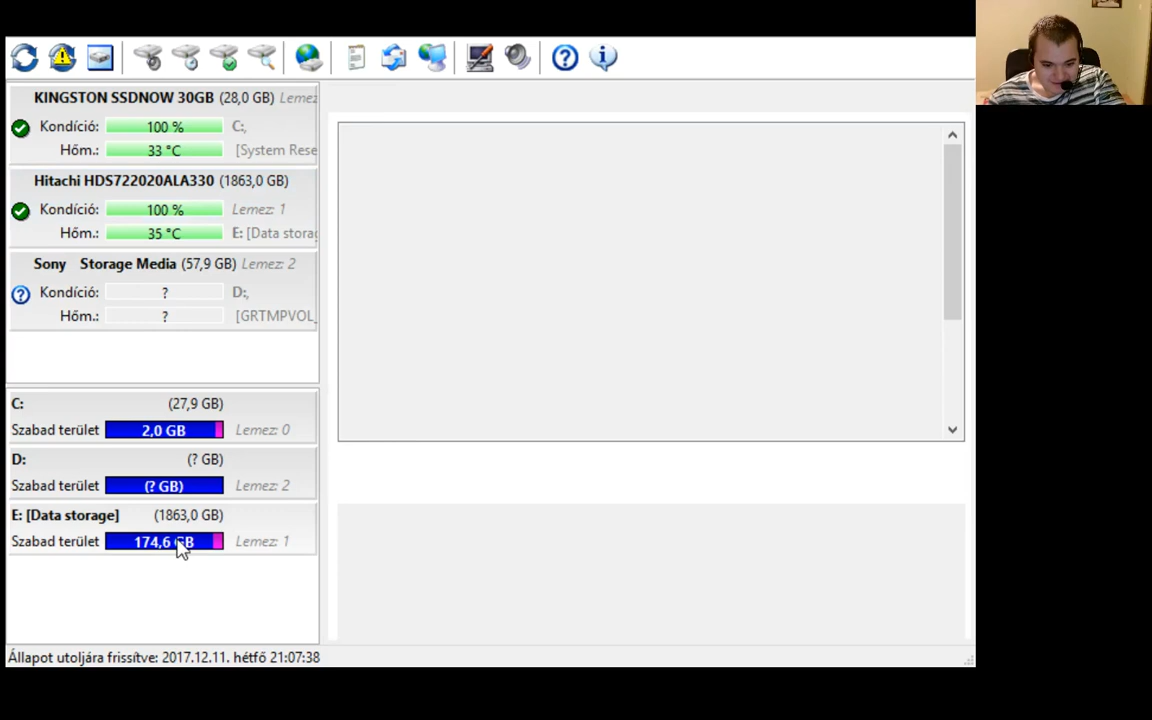 KINGSTON SSDNOW 30GB (28,0 GB) Lemez
Kondíció: 100 % C:,
Hőm.: 33 °C [System Rese
Hitachi HDS722020ALA330 (1863,0 GB)
Kondíció: 100 % Lemez: 1
Hőm.: 35 °C E: [Data storag
Sony Storage Media (57,9 GB) Lemez: 2
Kondíció: ? D:,
Hőm.: ? [GRTMPVOL_
C: (27,9 GB)
Szabad terület 2,0 GB Lemez: 0
D: (? GB)
Szabad terület (? GB) Lemez: 2
E: [Data storage] (1863,0 GB)
Szabad terület 174,6 GB Lemez: 1
Állapot utoljára frissítve: 2017.12.11. hétfő 21:07:38